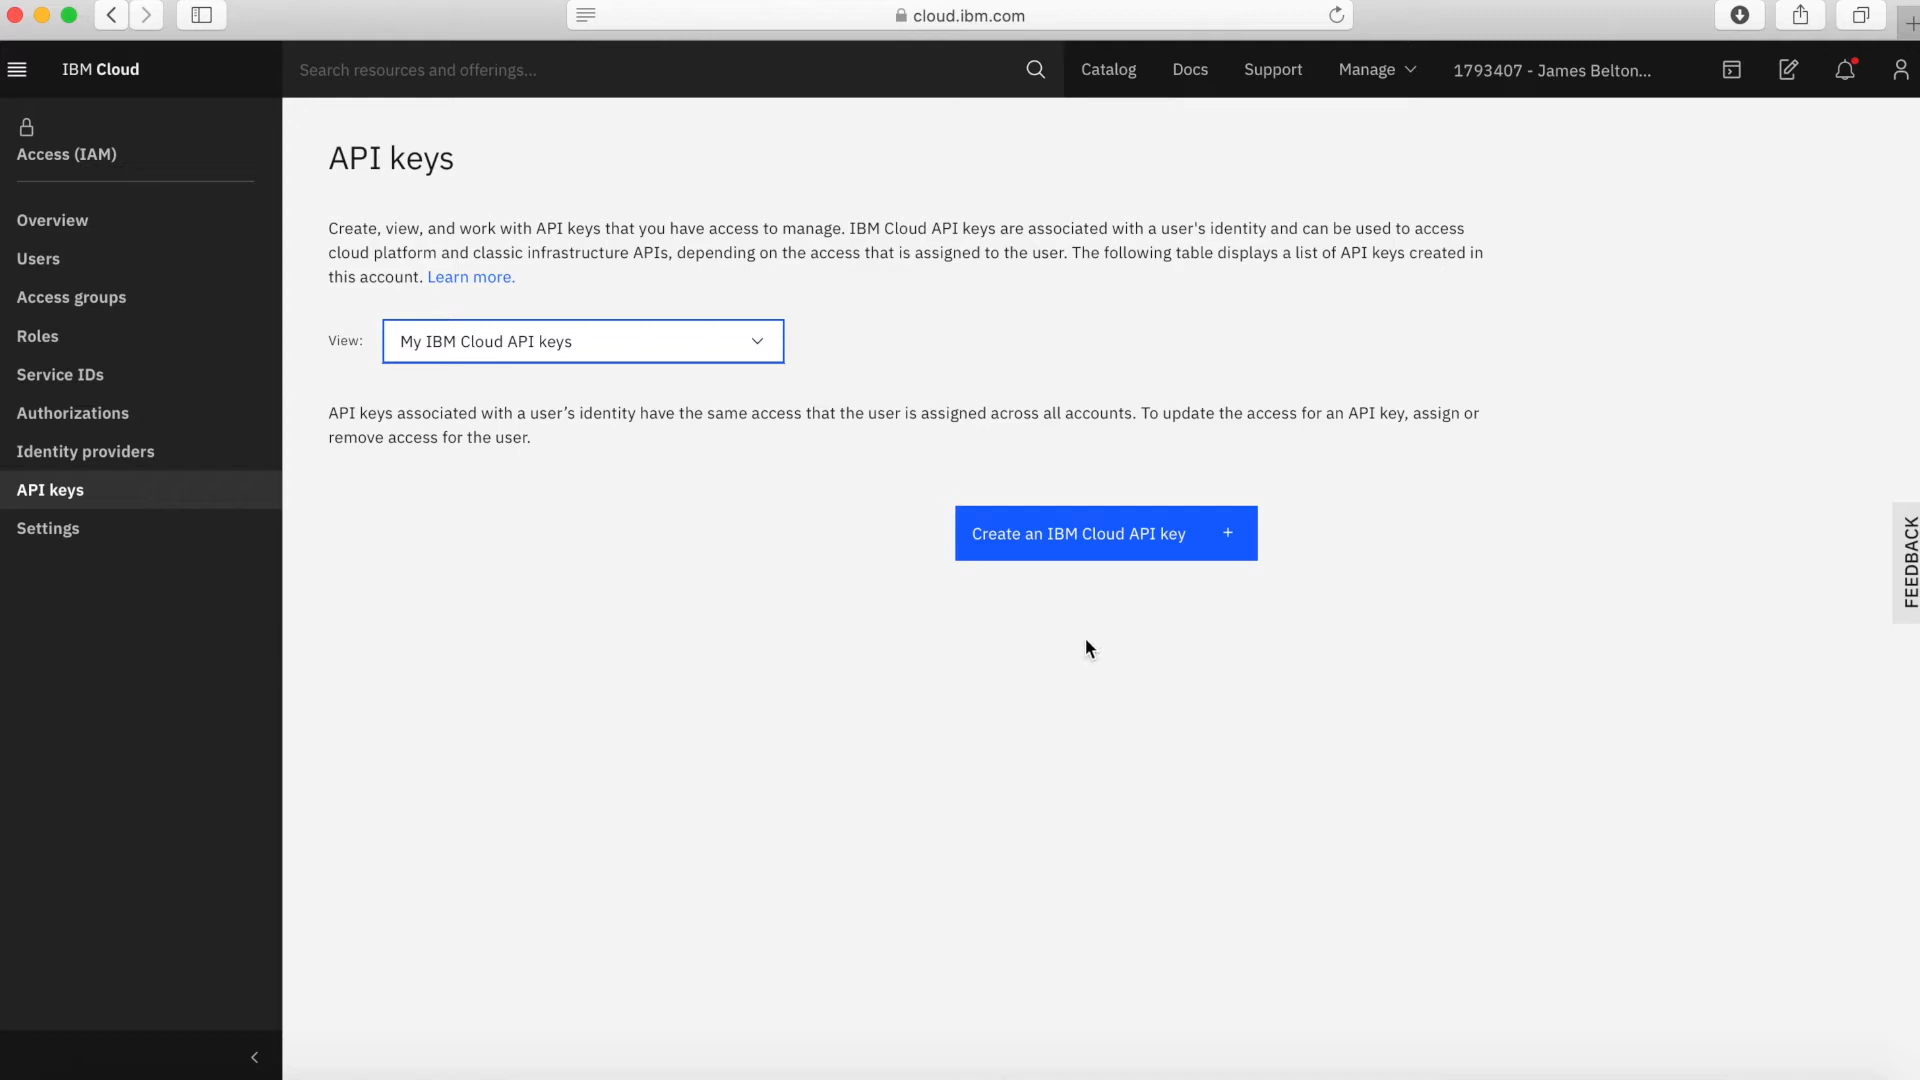 cloud.ibm.com
IBM Cloud
Search resources and offerings...
Catalog
Docs
Support
Manage
1793407 - James Belton...
Access (IAM)
Overview
Users
Access groups
Roles
Service IDs
Authorizations
Identity providers
API keys
Settings
API keys
Create, view, and work with API keys that you have access to manage. IBM Cloud API keys are associated with a user's identity and can be used to access
cloud platform and classic infrastructure APIs, depending on the access that is assigned to the user. The following table displays a list of API keys created in
this account. Learn more.
View:
My IBM Cloud API keys
API keys associated with a user’s identity have the same access that the user is assigned across all accounts. To update the access for an API key, assign or
remove access for the user.
Create an IBM Cloud API key +
FEEDBACK